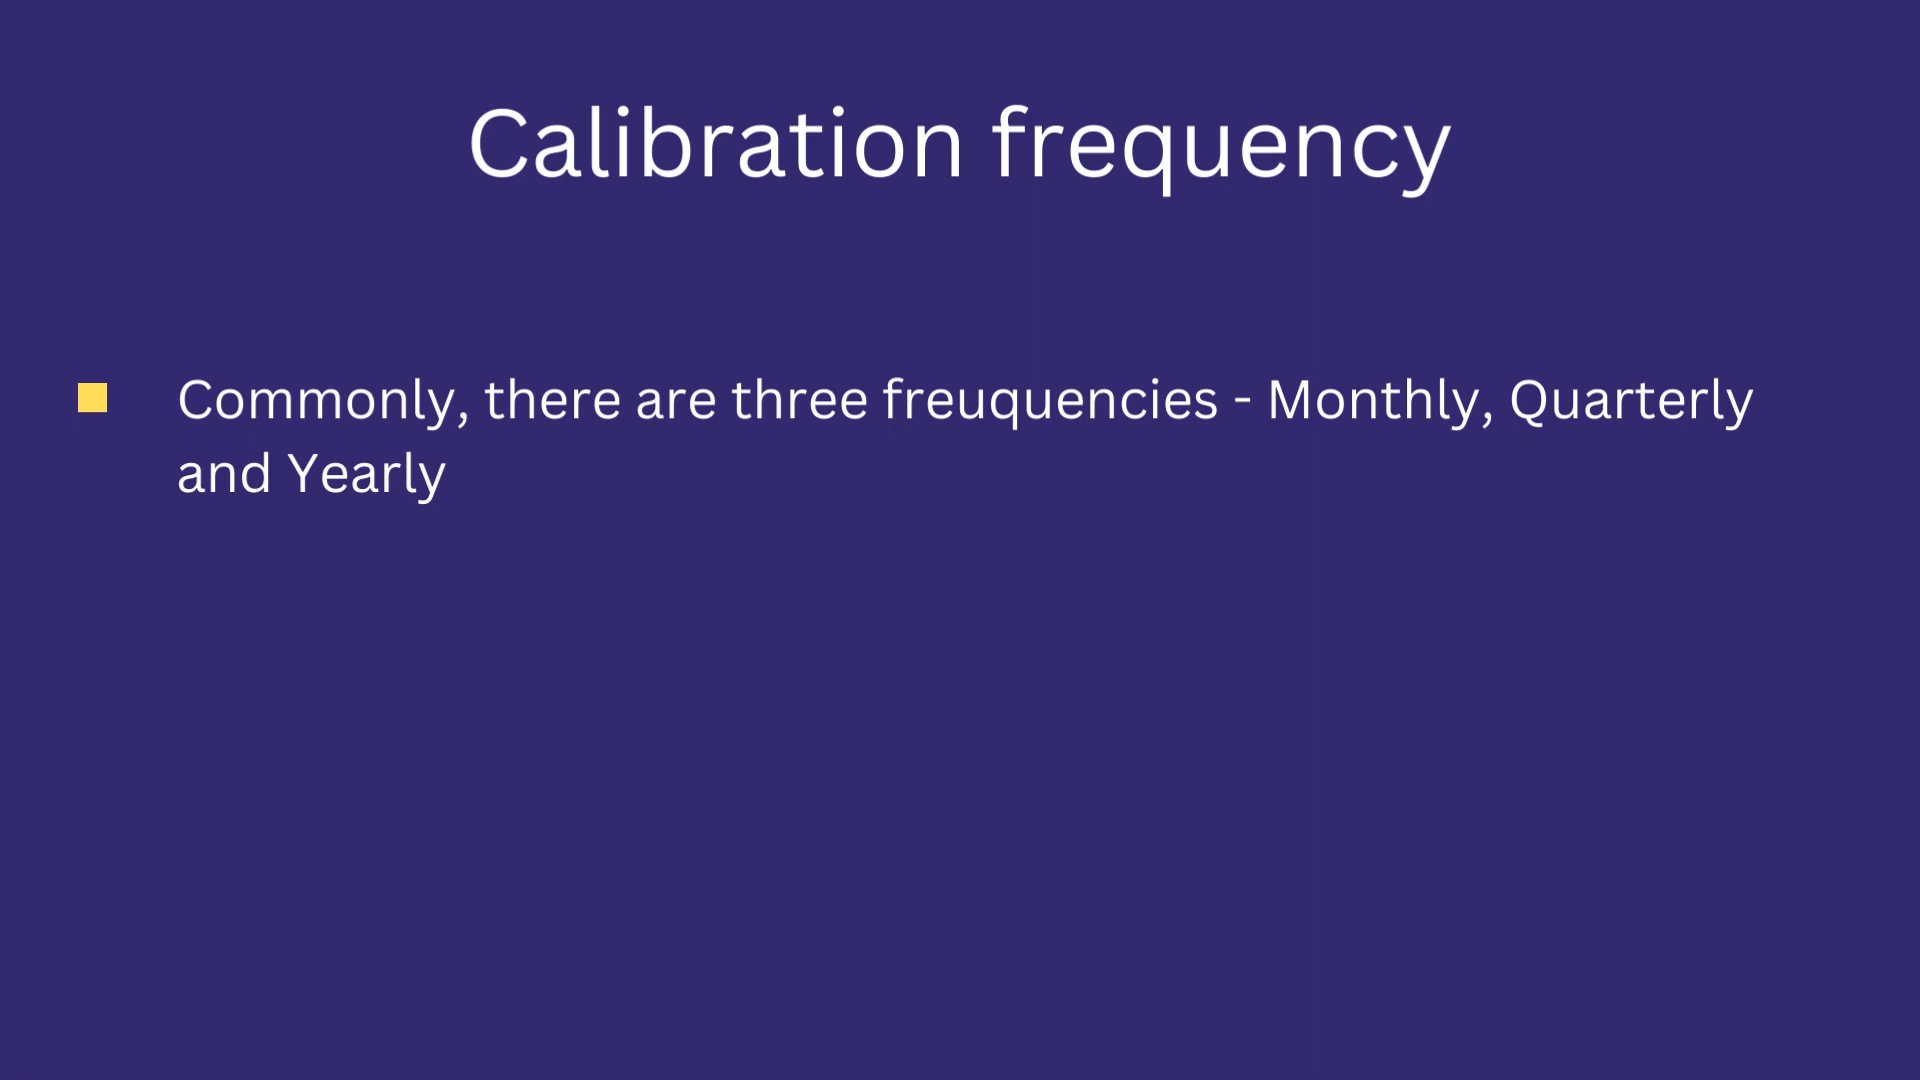 Calibration frequency
Commonly, there are three freuquencies - Monthly, Quarterly
and Yearly